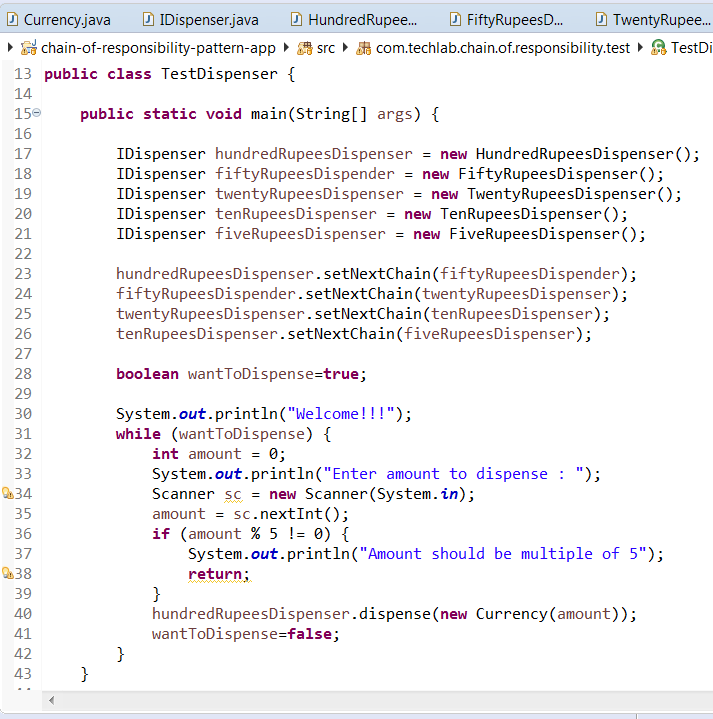 Currency.java IDispenser.java HundredRupee... FiftyRupeesD... TwentyRupee...
chain-of-responsibility-pattern-app src com.techlab.chain.of.responsibility.test TestDi
13 public class TestDispenser {
14
15 public static void main(String[] args) {
16
17 IDispenser hundredRupeesDispenser = new HundredRupeesDispenser();
18 IDispenser fiftyRupeesDispender = new FiftyRupeesDispenser();
19 IDispenser twentyRupeesDispenser = new TwentyRupeesDispenser();
20 IDispenser tenRupeesDispenser = new TenRupeesDispenser();
21 IDispenser fiveRupeesDispenser = new FiveRupeesDispenser();
22
23 hundredRupeesDispenser.setNextChain(fiftyRupeesDispender);
24 fiftyRupeesDispender.setNextChain(twentyRupeesDispenser);
25 twentyRupeesDispenser.setNextChain(tenRupeesDispenser);
26 tenRupeesDispenser.setNextChain(fiveRupeesDispenser);
27
28 boolean wantToDispense=true;
29
30 System.out.println("Welcome!!!");
31 while (wantToDispense) {
32 int amount = 0;
33 System.out.println("Enter amount to dispense : ");
34 Scanner sc = new Scanner(System.in);
35 amount = sc.nextInt();
36 if (amount % 5 != 0) {
37 System.out.println("Amount should be multiple of 5");
38 return;
39 }
40 hundredRupeesDispenser.dispense(new Currency(amount));
41 wantToDispense=false;
42 }
43 }